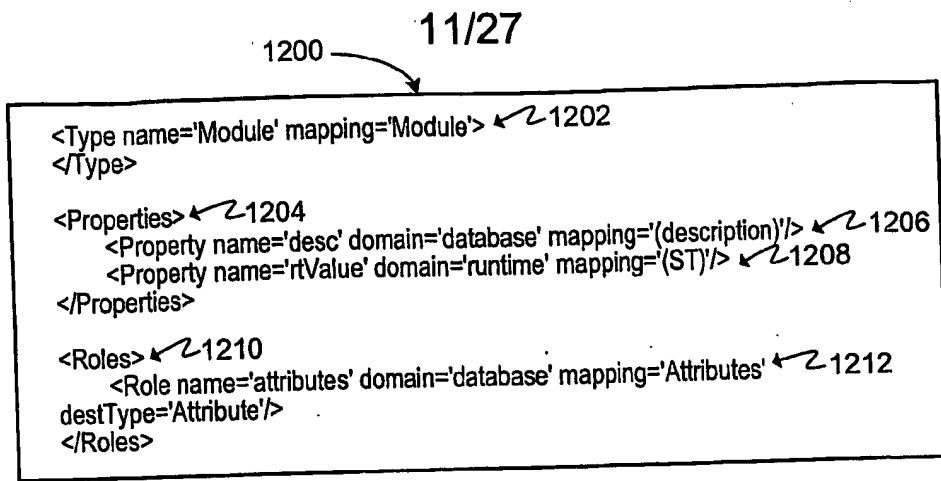 11/27
1200
<Type name='Module' mapping='Module'> 1202
</Type>
<Properties> 1204
<Property name='desc' domain='database' mapping='(description)'/> 1206
<Property name='rtValue' domain='runtime' mapping='(ST)'/> 1208
</Properties>
<Roles> 1210
<Role name='attributes' domain='database' mapping='Attributes' 1212
destType='Attribute'/>
</Roles>